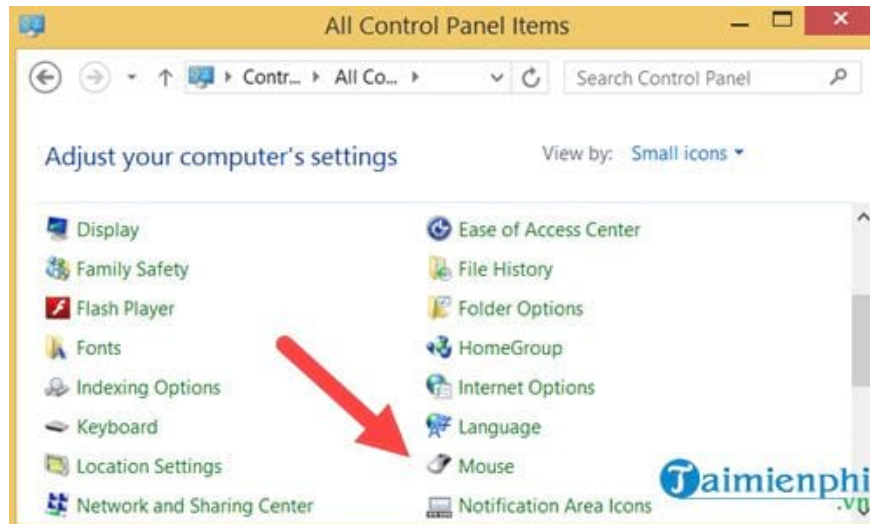 All Control Panel Items
Contr... All Co...
Search Control Panel
Adjust your computer's settings
View by: Small icons
Display
Ease of Access Center
Family Safety
File History
Flash Player
Folder Options
Fonts
HomeGroup
Indexing Options
Internet Options
Keyboard
Language
Location Settings
Mouse
Network and Sharing Center
Notification Area Icons
Taimienphi
.vn